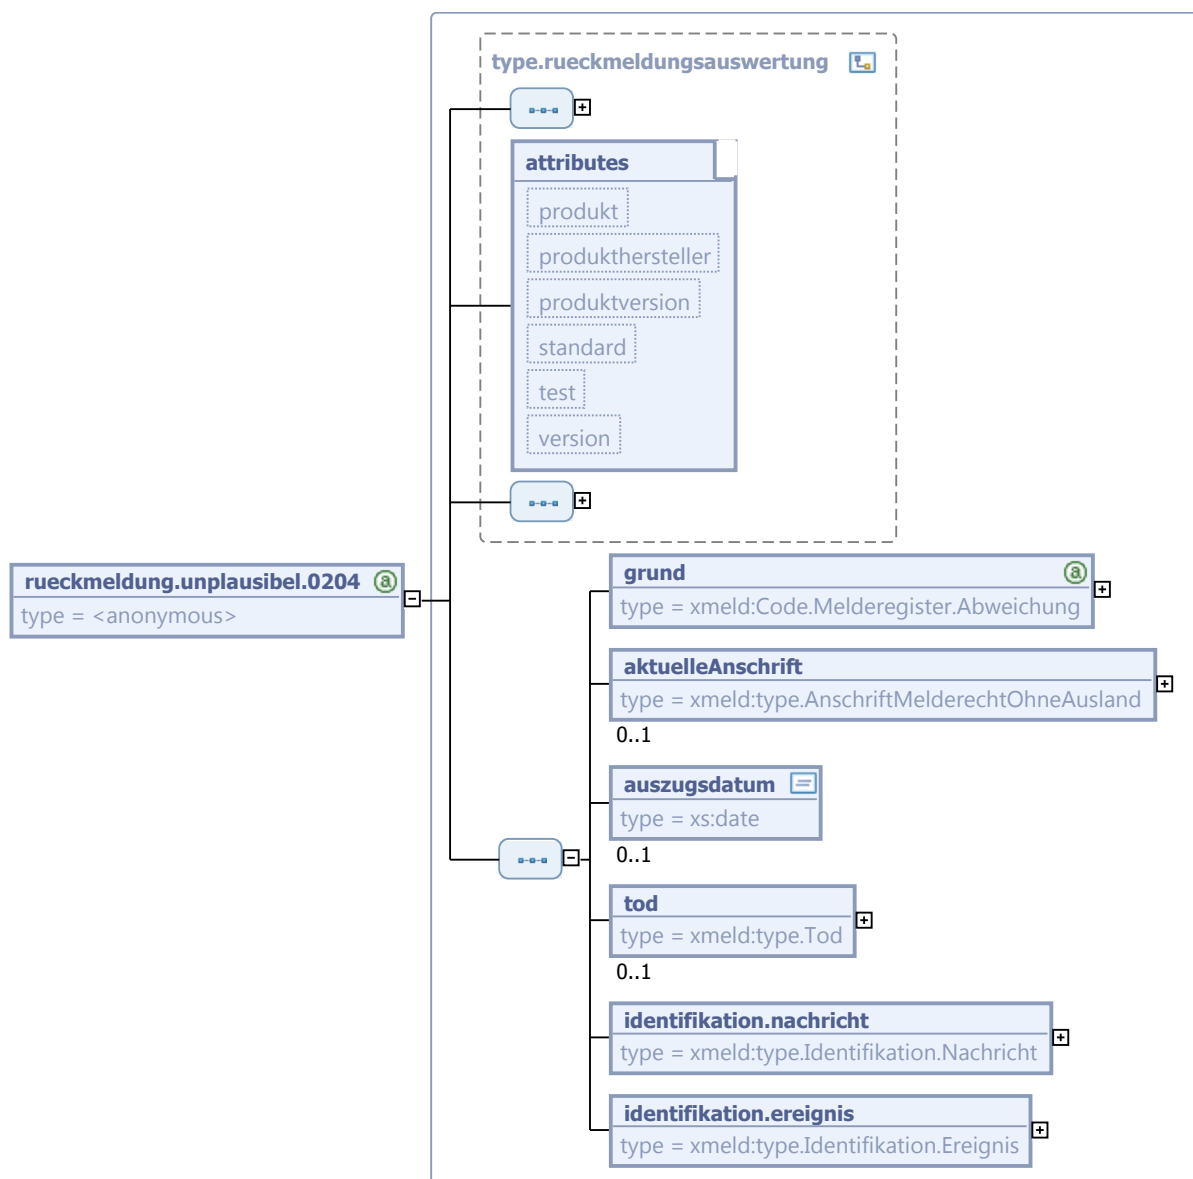 type.rueckmeldungsauswertung
attributes
produkt
produkthersteller
produktversion
standard
test
version
rueckmeldung.unplausibel.0204
type = <anonymous>
grund
type = xmeld:Code.Melderegister.Abweichung
aktuelleAnschrift
type = xmeld:type.AnschriftMelderechtOhneAusland
0..1
auszugsdatum
type = xs:date
0..1
tod
type = xmeld:type.Tod
0..1
identifikation.nachricht
type = xmeld:type.Identifikation.Nachricht
identifikation.ereignis
type = xmeld:type.Identifikation.Ereignis